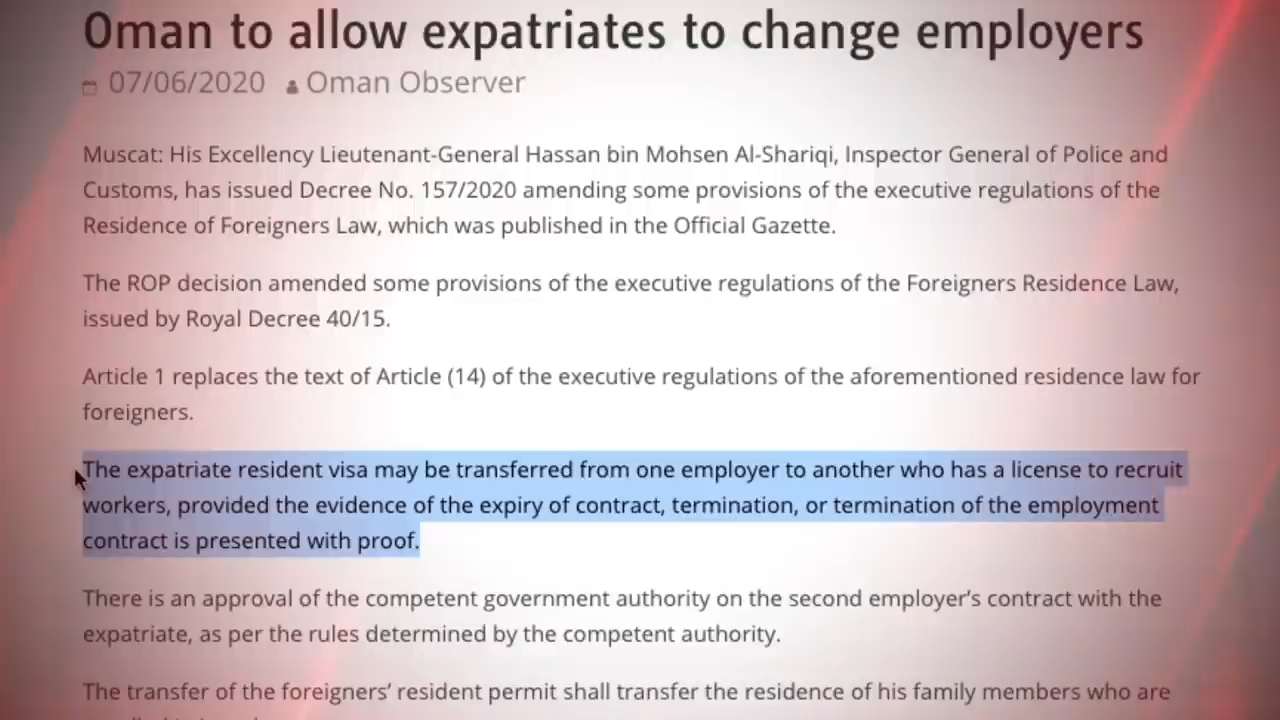 Oman to allow expatriates to change employers
07/06/2020 Oman Observer
Muscat: His Excellency Lieutenant-General Hassan bin Mohsen Al-Shariqi, Inspector General of Police and
Customs, has issued Decree No. 157/2020 amending some provisions of the executive regulations of the
Residence of Foreigners Law, which was published in the Official Gazette.
The ROP decision amended some provisions of the executive regulations of the Foreigners Residence Law,
issued by Royal Decree 40/15.
Article 1 replaces the text of Article (14) of the executive regulations of the aforementioned residence law for
foreigners.
The expatriate resident visa may be transferred from one employer to another who has a license to recruit
workers, provided the evidence of the expiry of contract, termination, or termination of the employment
contract is presented with proof.
There is an approval of the competent government authority on the second employer’s contract with the
expatriate, as per the rules determined by the competent authority.
The transfer of the foreigners’ resident permit shall transfer the residence of his family members who are